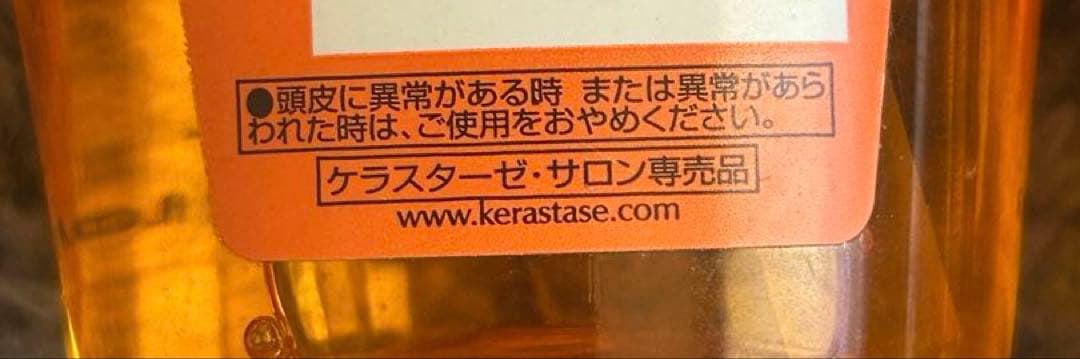 ●頭皮に異常がある時 または異常があら
われた時は、ご使用をおやめください。
ケラスターゼ・サロン専売品
www.kerastase.com